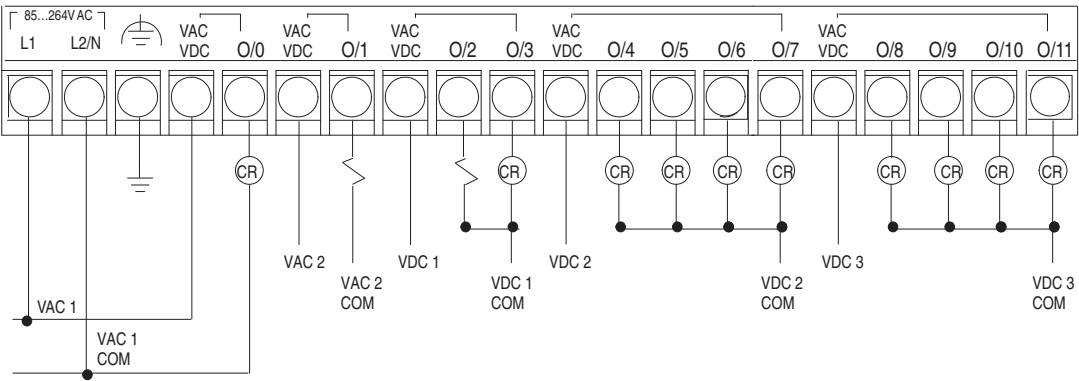 85...264V AC
L1 L2/N VAC VDC O/0 VAC VDC O/1 VAC VDC O/2 O/3 VAC VDC O/4 O/5 O/6 O/7 VAC VDC O/8 O/9 O/10 O/11
CR CR CR CR CR CR CR CR CR CR
VAC 2
VAC 2 COM
VDC 1
VDC 1 COM
VDC 2
VDC 2 COM
VDC 3
VDC 3 COM
VAC 1
VAC 1 COM